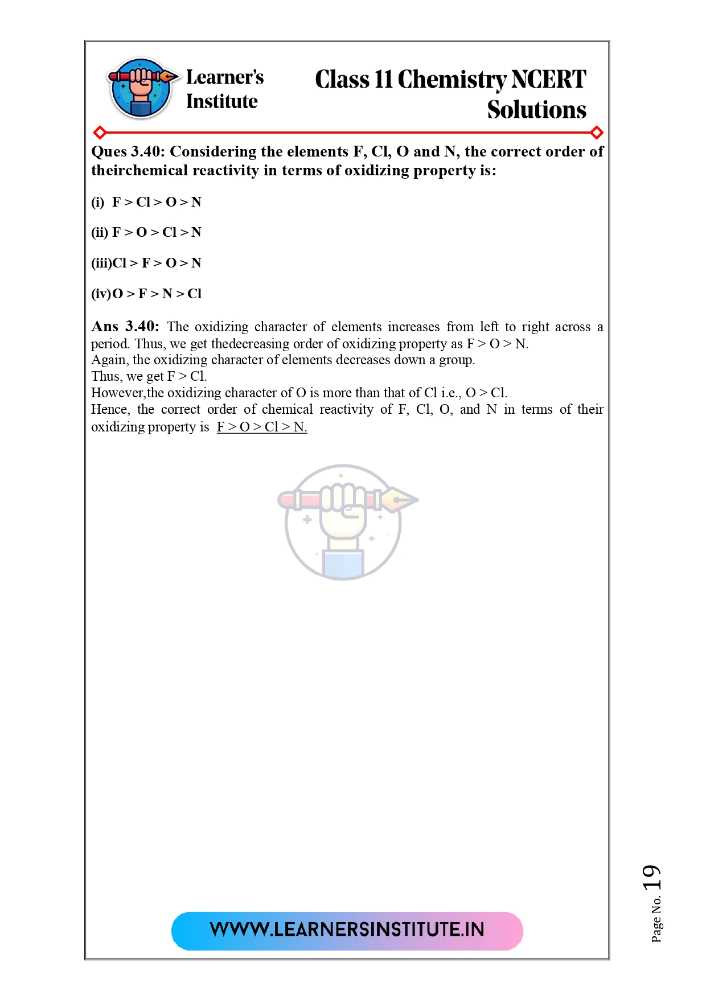 Learner's
Institute
Class 11 Chemistry NCERT
Solutions
Ques 3.40: Considering the elements F, Cl, O and N, the correct order of
theirchemical reactivity in terms of oxidizing property is:
(i) F > Cl > O > N
(ii) F > O > Cl > N
(iii)Cl > F > O > N
(iv)O > F > N > Cl
Ans 3.40: The oxidizing character of elements increases from left to right across a
period. Thus, we get thedecreasing order of oxidizing property as F > O > N.
Again, the oxidizing character of elements decreases down a group.
Thus, we get F > Cl.
However,the oxidizing character of O is more than that of Cl i.e., O > Cl.
Hence, the correct order of chemical reactivity of F, Cl, O, and N in terms of their
oxidizing property is F > O > Cl > N.
WWW.LEARNERSINSTITUTE.IN
Page No. 19